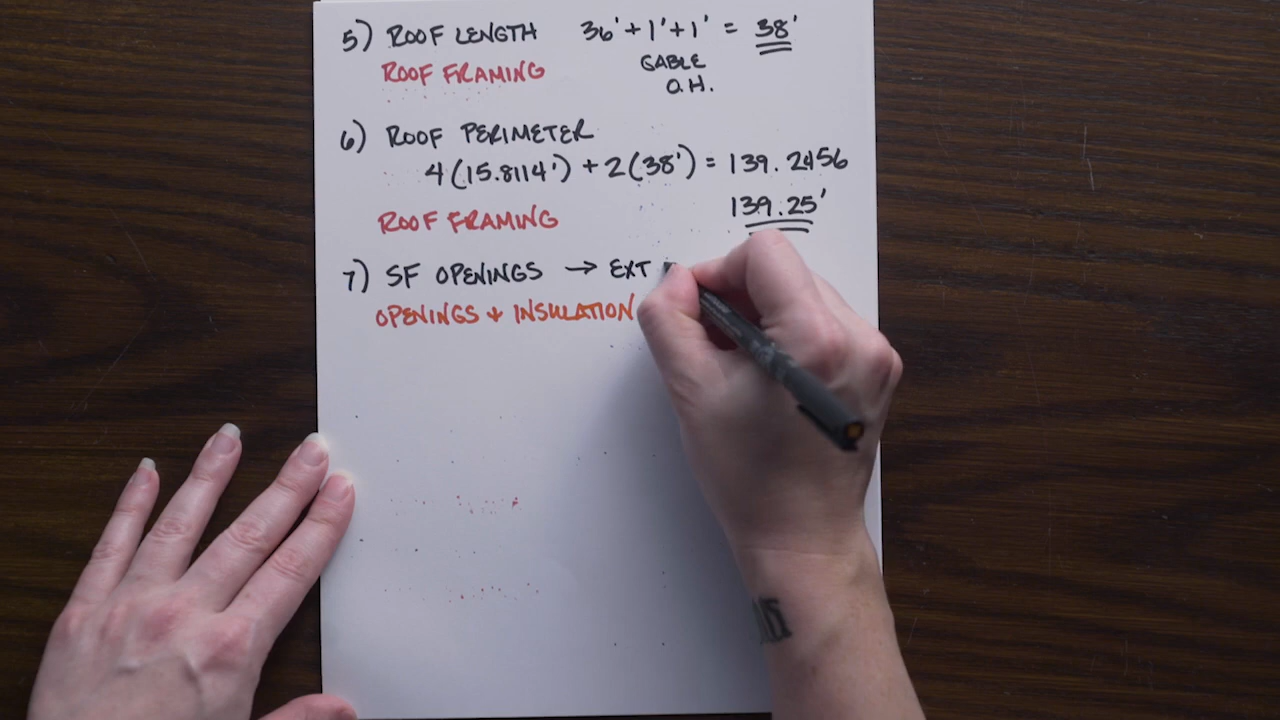 5) ROOF LENGTH 36'+1'+1' = 38'
ROOF FRAMING GABLE
O.H.
6) ROOF PERIMETER
4(15.8114') + 2(38') = 139.2456
139.25'
ROOF FRAMING
7) SF OPENINGS → EXT
OPENINGS + INSULATION